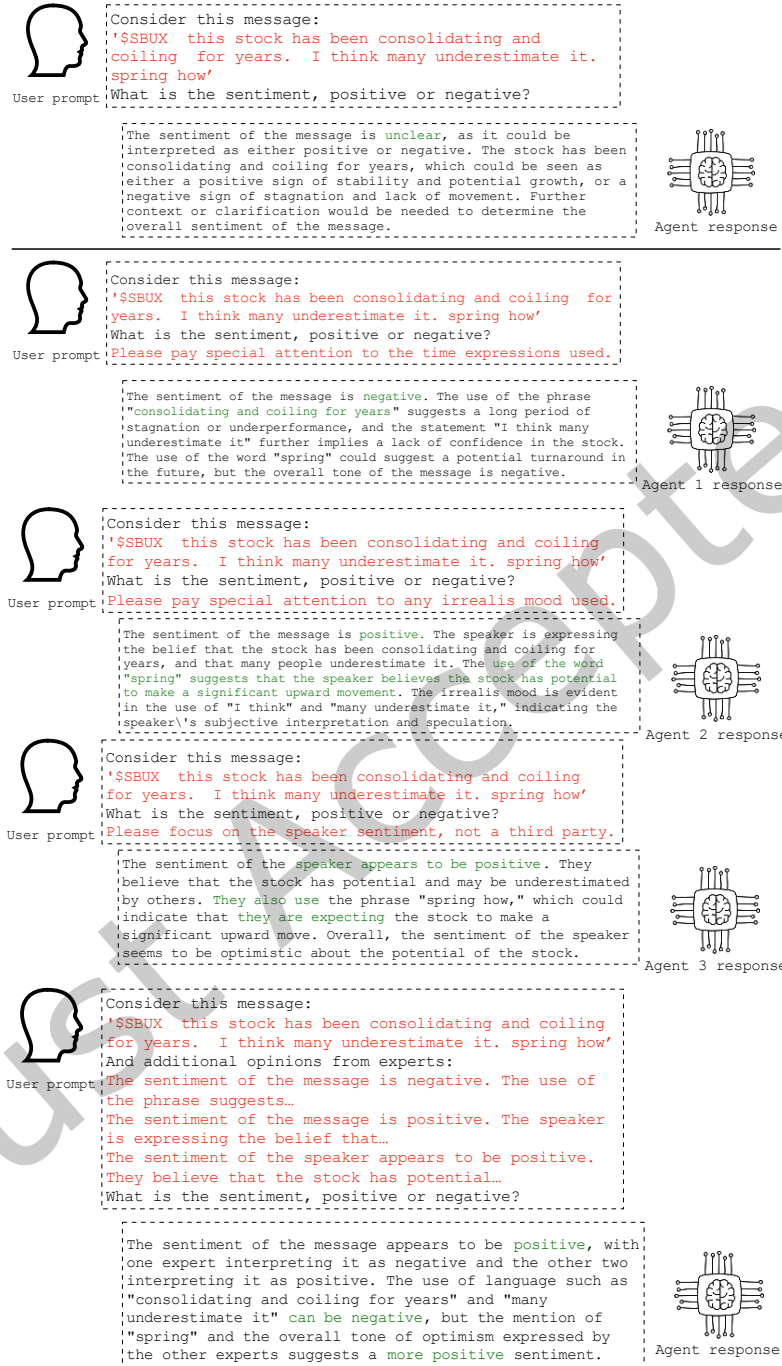 Consider this message:
'$SBUX  this stock has been consolidating and
coiling  for years.  I think many underestimate it.
spring how’
What is the sentiment, positive or negative?
User prompt
The sentiment of the message is unclear, as it could be
interpreted as either positive or negative. The stock has been
consolidating and coiling for years, which could be seen as
either a positive sign of stability and potential growth, or a
negative sign of stagnation and lack of movement. Further
context or clarification would be needed to determine the
overall sentiment of the message.
Agent response
Consider this message:
'$SBUX  this stock has been consolidating and coiling  for
years.  I think many underestimate it. spring how’
What is the sentiment, positive or negative?
Please pay special attention to the time expressions used.
User prompt
The sentiment of the message is negative. The use of the phrase
"consolidating and coiling for years" suggests a long period of
stagnation or underperformance, and the statement "I think many
underestimate it" further implies a lack of confidence in the stock.
The use of the word "spring" could suggest a potential turnaround in
the future, but the overall tone of the message is negative.
Agent 1 response
Consider this message:
'$SBUX  this stock has been consolidating and coiling
for years.  I think many underestimate it. spring how’
What is the sentiment, positive or negative?
Please pay special attention to any irrealis mood used.
User prompt
The sentiment of the message is positive. The speaker is expressing
the belief that the stock has been consolidating and coiling for
years, and that many people underestimate it. The use of the word
"spring" suggests that the speaker believes the stock has potential
to make a significant upward movement. The irrealis mood is evident
in the use of "I think" and "many underestimate it," indicating the
speaker\'s subjective interpretation and speculation.
Agent 2 response
Consider this message:
'$SBUX  this stock has been consolidating and coiling
for years.  I think many underestimate it. spring how’
What is the sentiment, positive or negative?
Please focus on the speaker sentiment, not a third party.
User prompt
The sentiment of the speaker appears to be positive. They
believe that the stock has potential and may be underestimated
by others. They also use the phrase "spring how," which could
indicate that they are expecting the stock to make a
significant upward move. Overall, the sentiment of the speaker
seems to be optimistic about the potential of the stock.
Agent 3 response
Consider this message:
'$SBUX  this stock has been consolidating and coiling
for years.  I think many underestimate it. spring how’
And additional opinions from experts:
The sentiment of the message is negative. The use of
the phrase suggests…
The sentiment of the message is positive. The speaker
is expressing the belief that…
The sentiment of the speaker appears to be positive.
They believe that the stock has potential…
What is the sentiment, positive or negative?
User prompt
The sentiment of the message appears to be positive, with
one expert interpreting it as negative and the other two
interpreting it as positive. The use of language such as
"consolidating and coiling for years" and "many
underestimate it" can be negative, but the mention of
"spring" and the overall tone of optimism expressed by
the other experts suggests a more positive sentiment.
Agent response
ust Accepte